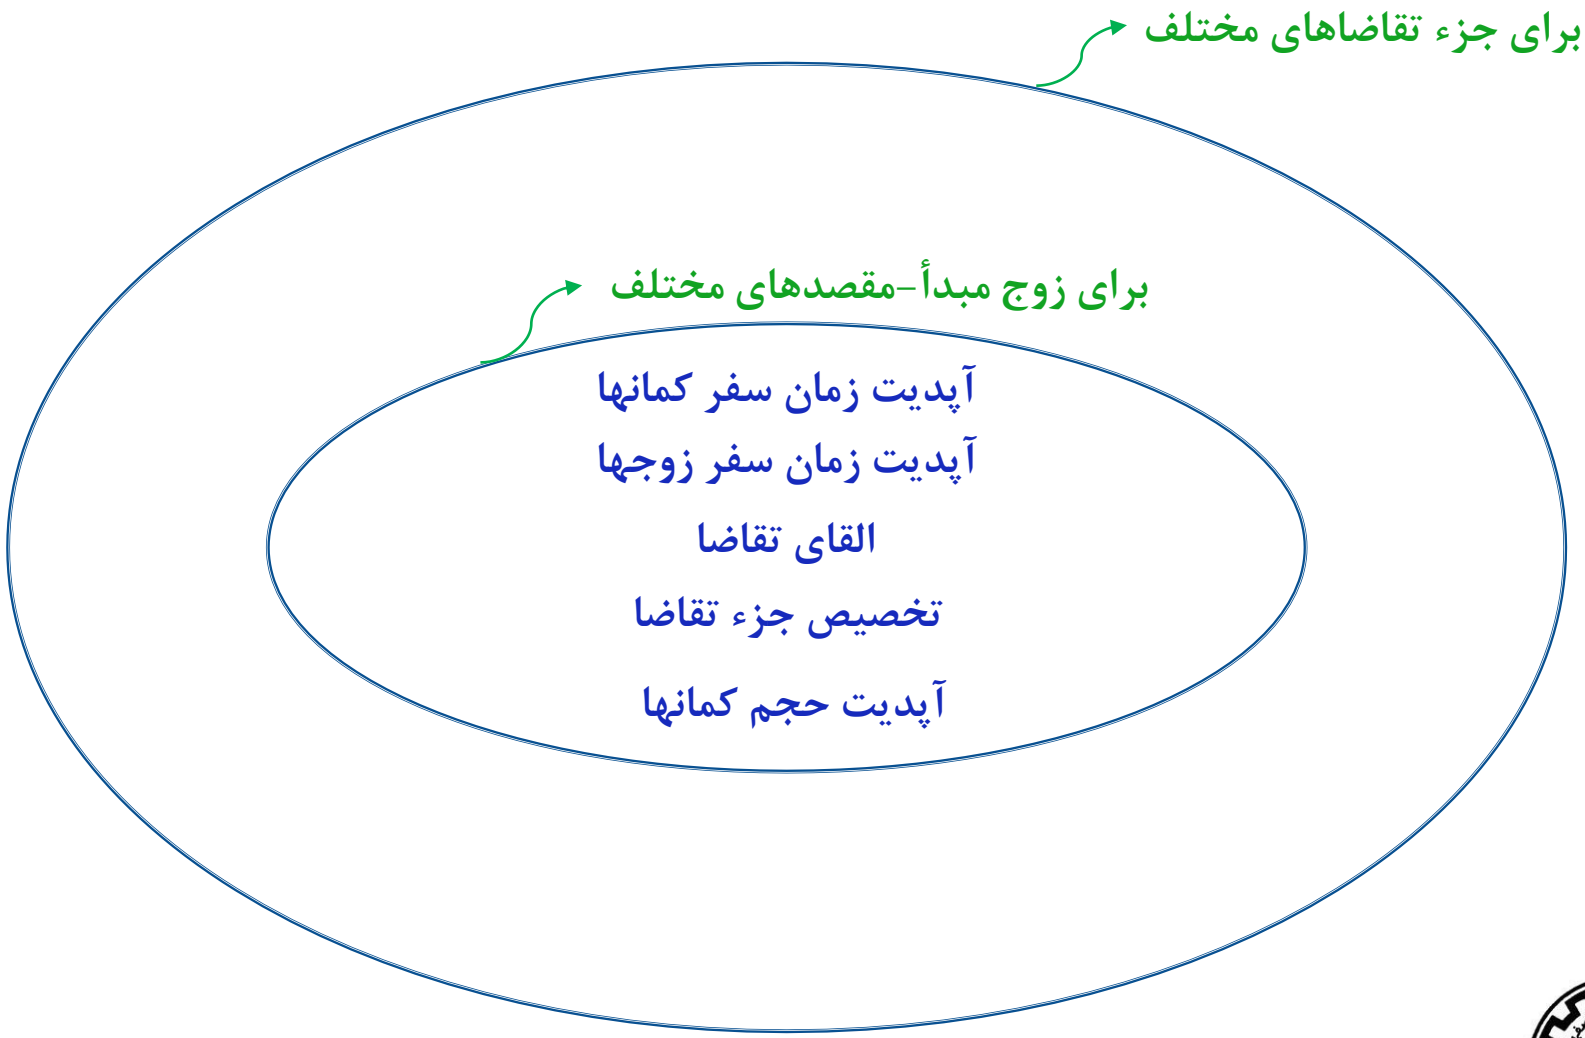 برای جزء تقاضاهای مختلف
برای زوج مبدأ-مقصدهای مختلف
آپدیت زمان سفر کمانها
آپدیت زمان سفر زوجها
القای تقاضا
تخصیص جزء تقاضا
آپدیت حجم کمانها